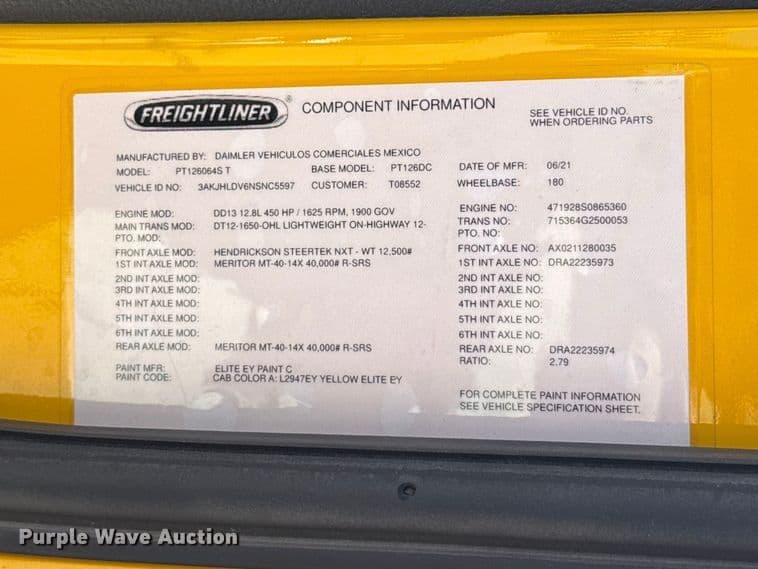 FREIGHTLINER ® COMPONENT INFORMATION
SEE VEHICLE ID NO.
WHEN ORDERING PARTS
MANUFACTURED BY: DAIMLER VEHICULOS COMERCIALES MEXICO
MODEL: PT126064S T BASE MODEL: PT126DC DATE OF MFR: 06/21
VEHICLE ID NO: 3AKJHLDV6NSNC5597 CUSTOMER: T08552 WHEELBASE: 180
ENGINE MOD: DD13 12.8L 450 HP / 1625 RPM, 1900 GOV ENGINE NO: 471928S0865360
MAIN TRANS MOD: DT12-1650-OHL LIGHTWEIGHT ON-HIGHWAY 12- TRANS NO: 715364G2500053
PTO. MOD: PTO. NO:
FRONT AXLE MOD: HENDRICKSON STEERTEK NXT - WT 12,500# FRONT AXLE NO: AX0211280035
1ST INT AXLE MOD: MERITOR MT-40-14X 40,000# R-SRS 1ST INT AXLE NO: DRA22235973
2ND INT AXLE MOD: 2ND INT AXLE NO:
3RD INT AXLE MOD: 3RD INT AXLE NO:
4TH INT AXLE MOD: 4TH INT AXLE NO:
5TH INT AXLE MOD: 5TH INT AXLE NO:
6TH INT AXLE MOD: 6TH INT AXLE NO:
REAR AXLE MOD: MERITOR MT-40-14X 40,000# R-SRS REAR AXLE NO: DRA22235974
RATIO: 2.79
PAINT MFR: ELITE EY PAINT C
PAINT CODE: CAB COLOR A: L2947EY YELLOW ELITE EY
FOR COMPLETE PAINT INFORMATION
SEE VEHICLE SPECIFICATION SHEET.
Purple Wave Auction